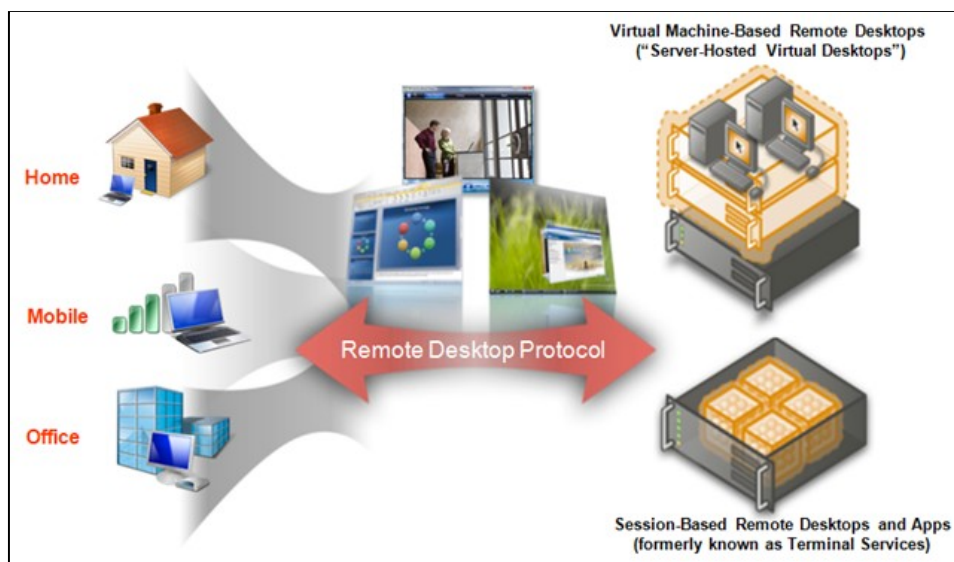 Virtual Machine-Based Remote Desktops
(“Server-Hosted Virtual Desktops”)
Home
Mobile
Remote Desktop Protocol
Office
Session-Based Remote Desktops and Apps
(formerly known as Terminal Services)